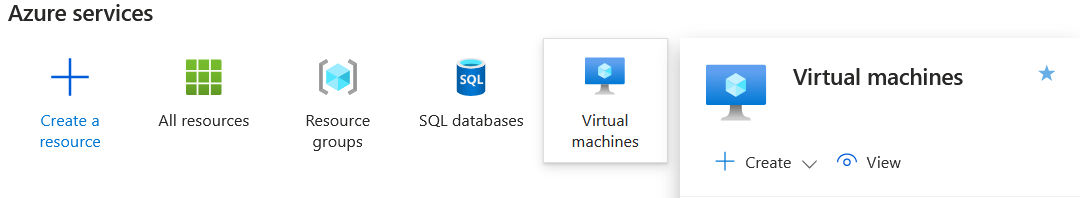 Azure services
Create a
resource
All resources
Resource
groups
SQL
SQL databases
Virtual
machines
Virtual machines
Create
View